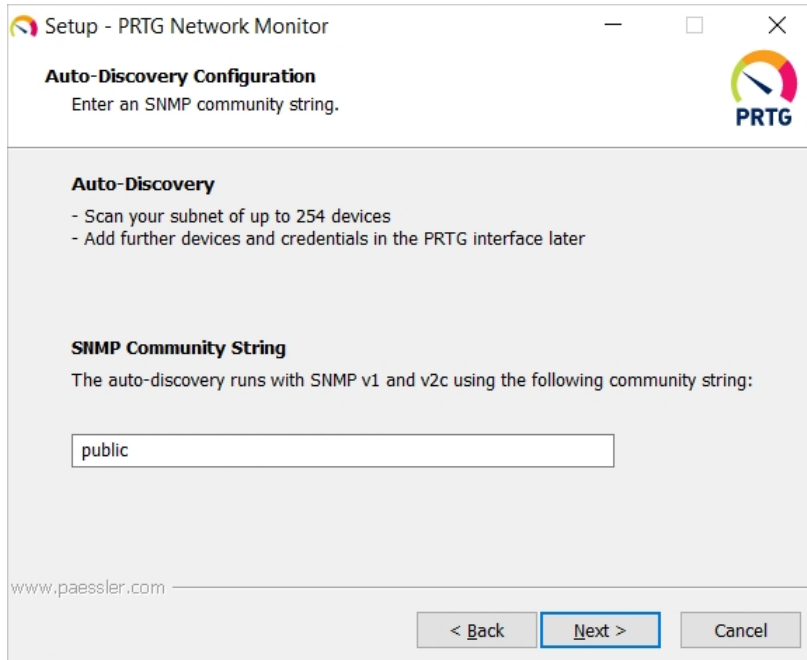 Setup - PRTG Network Monitor
Auto-Discovery Configuration
Enter an SNMP community string.
PRTG
Auto-Discovery
- Scan your subnet of up to 254 devices
- Add further devices and credentials in the PRTG interface later
SNMP Community String
The auto-discovery runs with SNMP v1 and v2c using the following community string:
public
www.paessler.com
< Back
Next >
Cancel